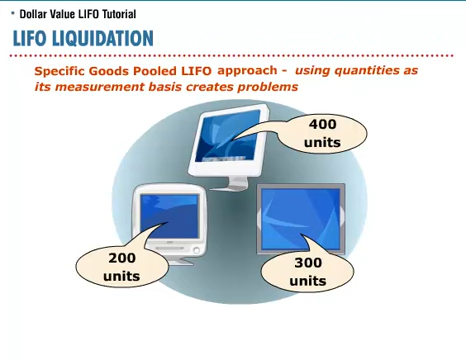 • Dollar Value LIFO Tutorial
LIFO LIQUIDATION
Specific Goods Pooled LIFO approach - using quantities as
its measurement basis creates problems
400
units
200
units
300
units